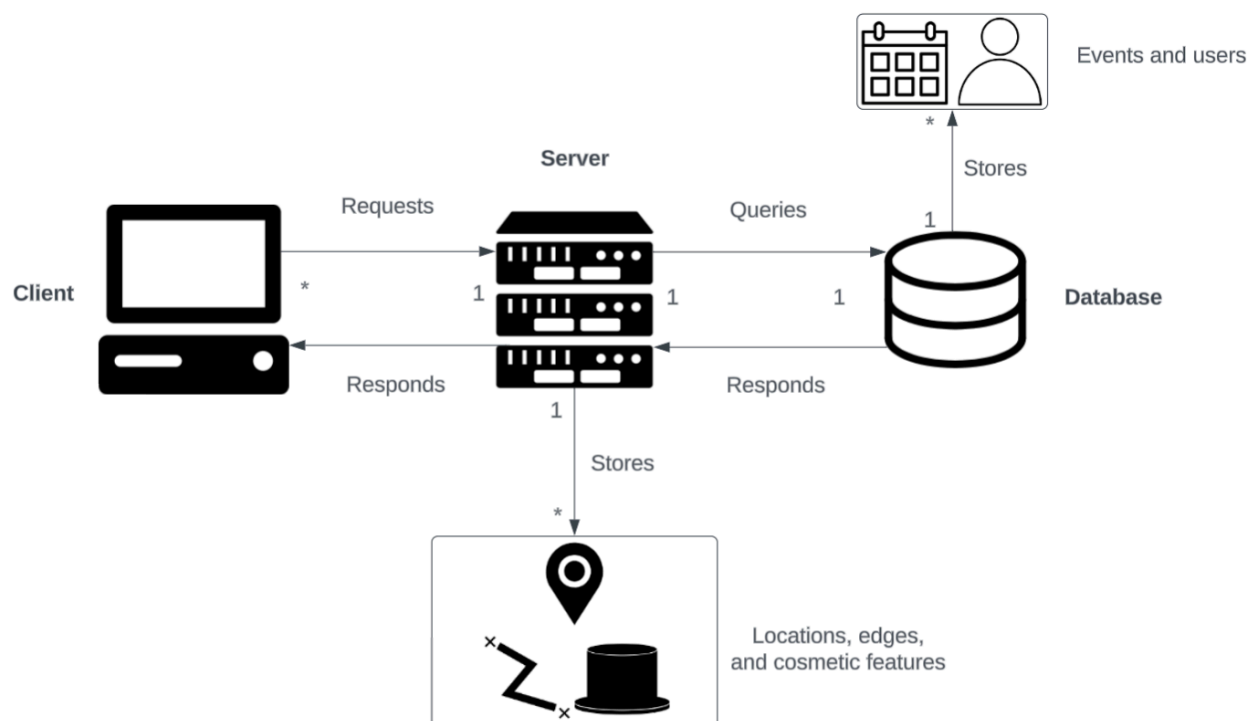 Events and users
*
Stores
1
Server
Requests
Queries
Client
*
1
1
1
Database
Responds
Responds
1
Stores
*
Locations, edges,
and cosmetic features